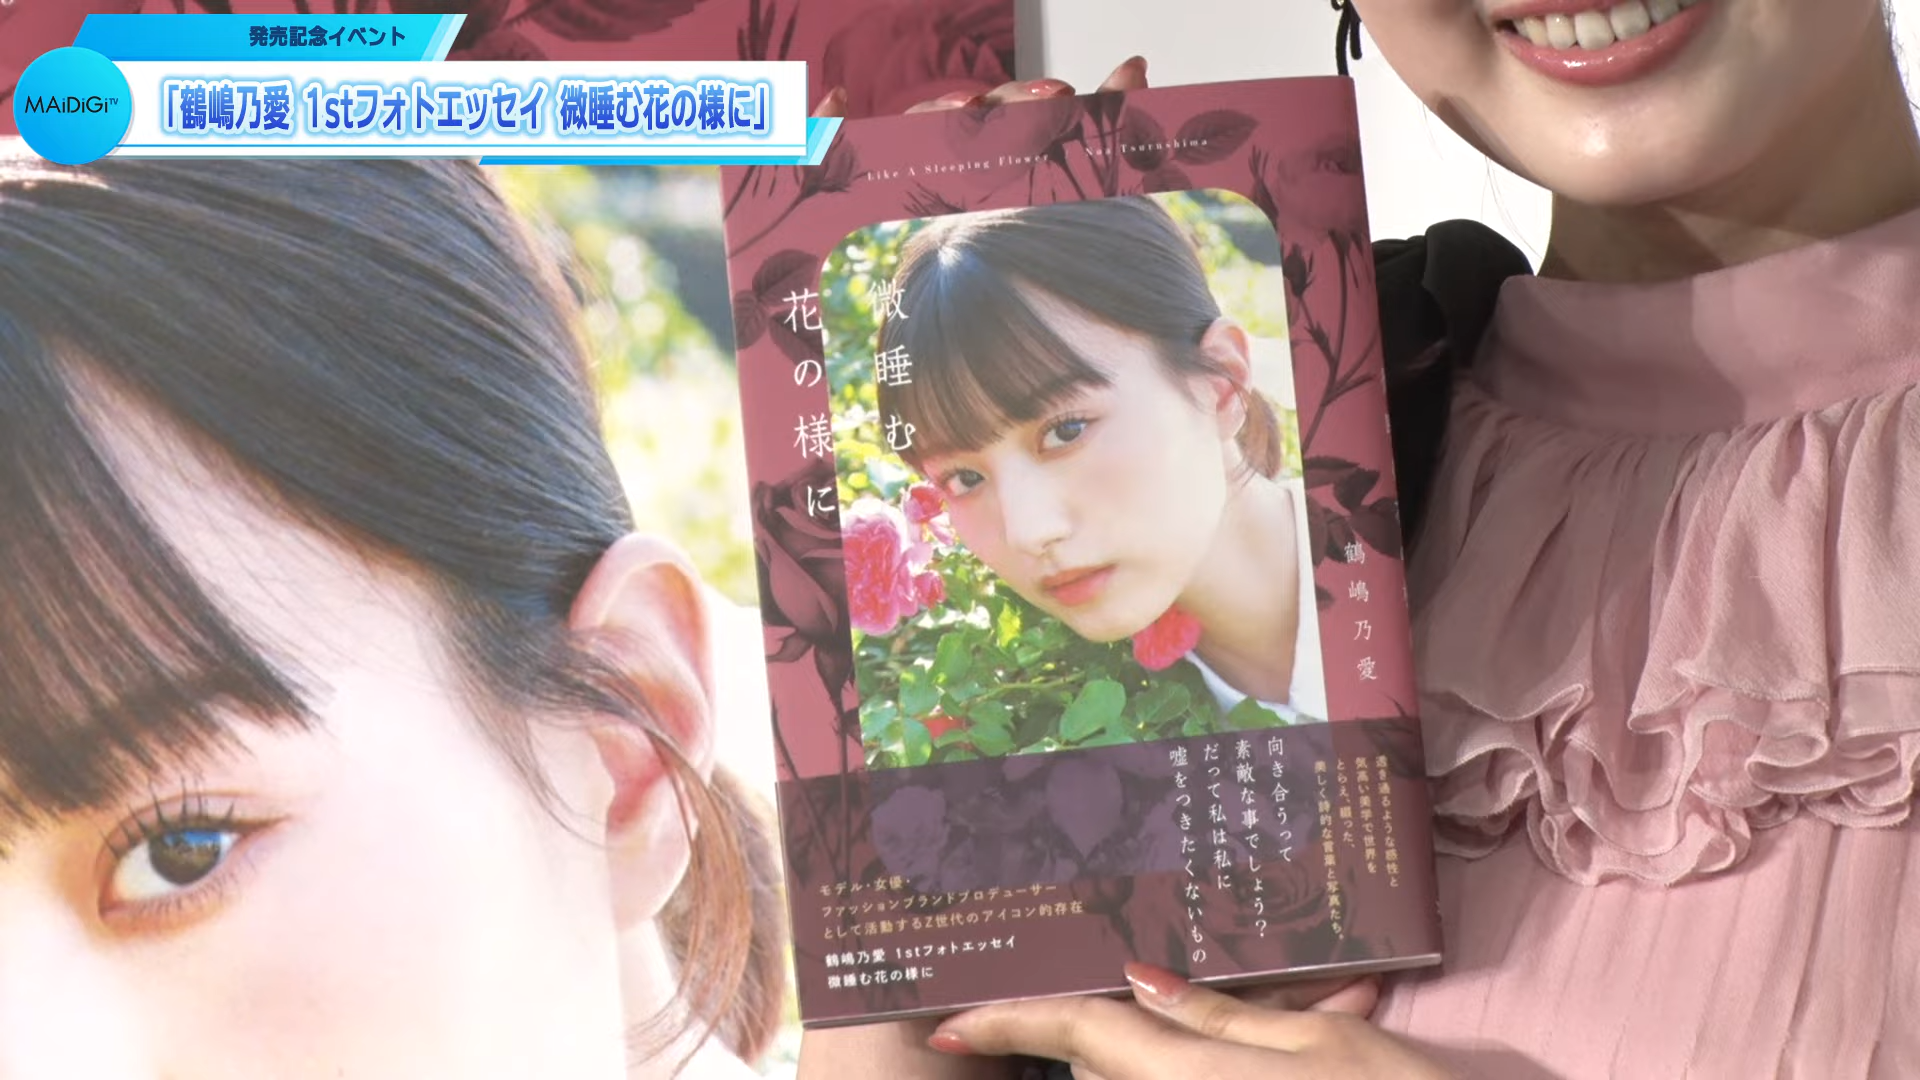 発売記念イベント
MAiDiGiTV
「鶴嶋乃愛 1stフォトエッセイ 微睡む花の様に」
Like A Sleeping Flower
Noa Tsurushima
微睡む
花の様に
鶴嶋乃愛
向き合うって
素敵な事でしょう?
だって私は私に
嘘をつきたくないもの
透き通るような感性と
気高い美学で世界を
とらえ、綴った、
美しく詩的な言葉と写真たち。
モデル・女優・
ファッションブランドプロデューサー
として活動するZ世代のアイコン的存在
鶴嶋乃愛 1stフォトエッセイ
微睡む花の様に